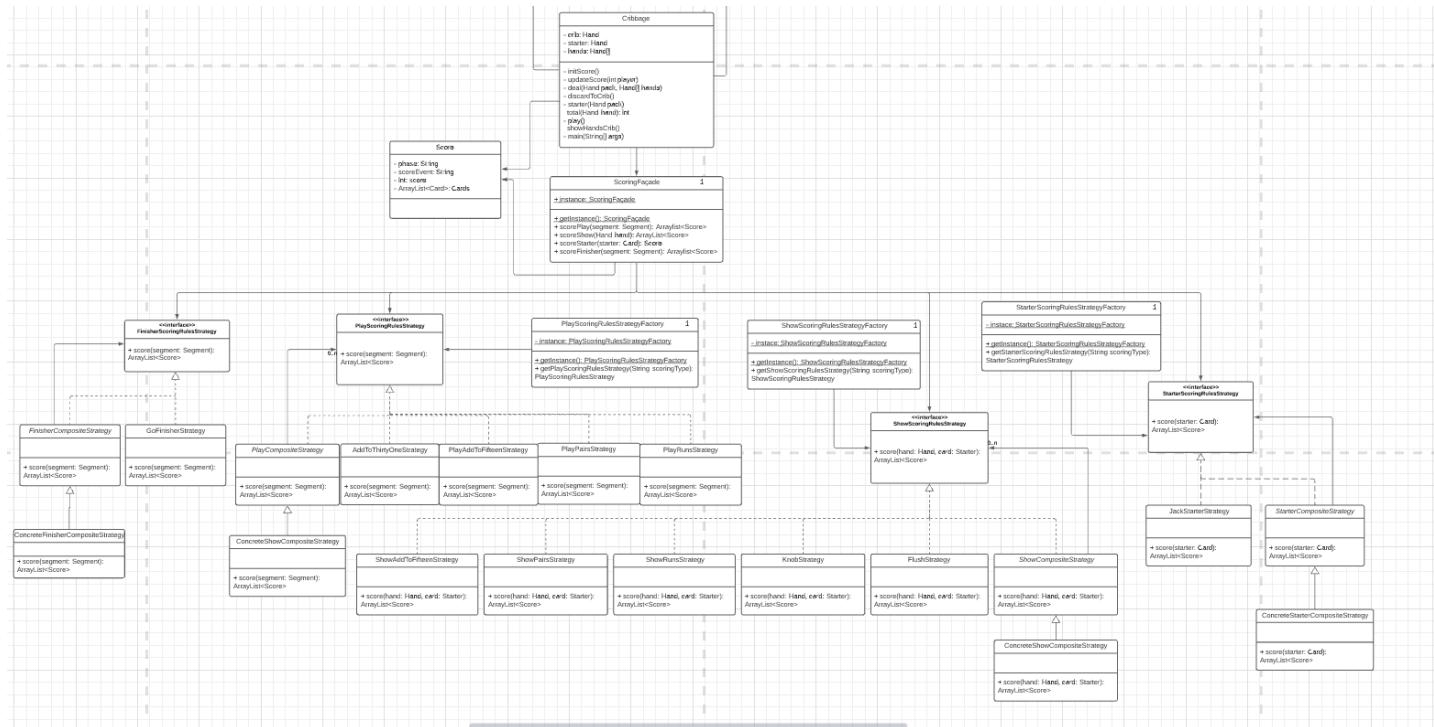 Cribbage
- crib: Hand
- starter: Hand
- hands: Hand[]
- initScore()
- updateScore(int player)
- deal(Hand pack, Hand[] hands)
- discardToCrib()
- starter(Hand pack)
total(Hand hand): int
- play()
showHandsCrib()
- main(String[] args)
Score
- phase: String
- scoreEvent: String
- int: score
- ArrayList<Card>: Cards
ScoringFaçade 1
+ instance: ScoringFaçade
+ getInstance(): ScoringFaçade
+ scorePlay(segment: Segment): Arraylist<Score>
+ scoreShow(Hand hand): ArrayList<Score>
+ scoreStarter(starter: Card): Score
+ scoreFinisher(segment: Segment): Arraylist<Score>
<<interface>>
FinisherScoringRulesStrategy
+ score(segment: Segment):
ArrayList<Score>
<<interface>>
PlayScoringRulesStrategy
0..n
+ score(segment: Segment):
ArrayList<Score>
PlayScoringRulesStrategyFactory 1
- instance: PlayScoringRulesStrategyFactory
+ getInstance(): PlayScoringRulesStrategyFactory
+ getPlayScoringRulesStrategy(String scoringType):
PlayScoringRulesStrategy
ShowScoringRulesStrategyFactory 1
- instance: ShowScoringRulesStrategyFactory
+ getInstance(): ShowScoringRulesStrategyFactory
+ getShowScoringRulesStrategy(String scoringType):
ShowScoringRulesStrategy
StarterScoringRulesStrategyFactory 1
- instace: StarterScoringRulesStrategyFactory
+ getInstance(): StarterScoringRulesStrategyFactory
+ getStarterScoringRulesStrategy(String scoringType):
StarterScoringRulesStrategy
<<interface>>
StarterScoringRulesStrategy
+ score(starter: Card):
ArrayList<Score>
<<interface>>
ShowScoringRulesStrategy
0..n
+ score(hand: Hand, card: Starter):
ArrayList<Score>
FinisherCompositeStrategy
+ score(segment: Segment):
ArrayList<Score>
GoFinisherStrategy
+ score(segment: Segment):
ArrayList<Score>
PlayCompositeStrategy
+ score(segment: Segment):
ArrayList<Score>
AddToThirtyOneStrategy
+ score(segment: Segment):
ArrayList<Score>
PlayAddToFifteenStrategy
+ score(segment: Segment):
ArrayList<Score>
PlayPairsStrategy
+ score(segment: Segment):
ArrayList<Score>
PlayRunsStrategy
+ score(segment: Segment):
ArrayList<Score>
JackStarterStrategy
+ score(starter: Card):
ArrayList<Score>
StarterCompositeStrategy
+ score(starter: Card):
ArrayList<Score>
ConcreteFinisherCompositeStrategy
+ score(segment: Segment):
ArrayList<Score>
ConcreteShowCompositeStrategy
+ score(segment: Segment):
ArrayList<Score>
ShowAddToFifteenStrategy
+ score(hand: Hand, card: Starter):
ArrayList<Score>
ShowPairsStrategy
+ score(hand: Hand, card: Starter):
ArrayList<Score>
ShowRunsStrategy
+ score(hand: Hand, card: Starter):
ArrayList<Score>
KnobStrategy
+ score(hand: Hand, card: Starter):
ArrayList<Score>
FlushStrategy
+ score(hand: Hand, card: Starter):
ArrayList<Score>
ShowCompositeStrategy
+ score(hand: Hand, card: Starter):
ArrayList<Score>
ConcreteStarterCompositeStrategy
+ score(starter: Card):
ArrayList<Score>
ConcreteShowCompositeStrategy
+ score(hand: Hand, card: Starter):
ArrayList<Score>